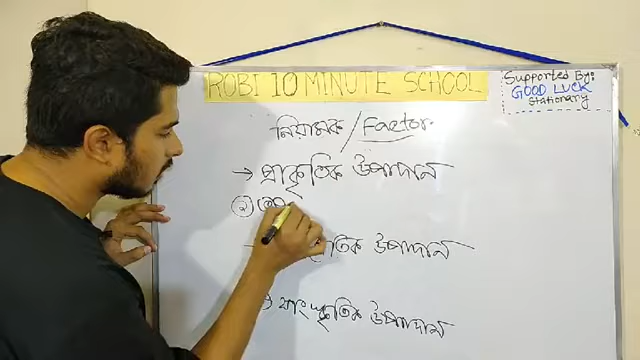 ROBI 10 MINUTE SCHOOL
Supported By:
GOOD LUCK
Stationary
নিয়ামক / Factor
→ প্রাকৃতিক উপাদান
উপাদান
সাংস্কৃতিক উপাদান